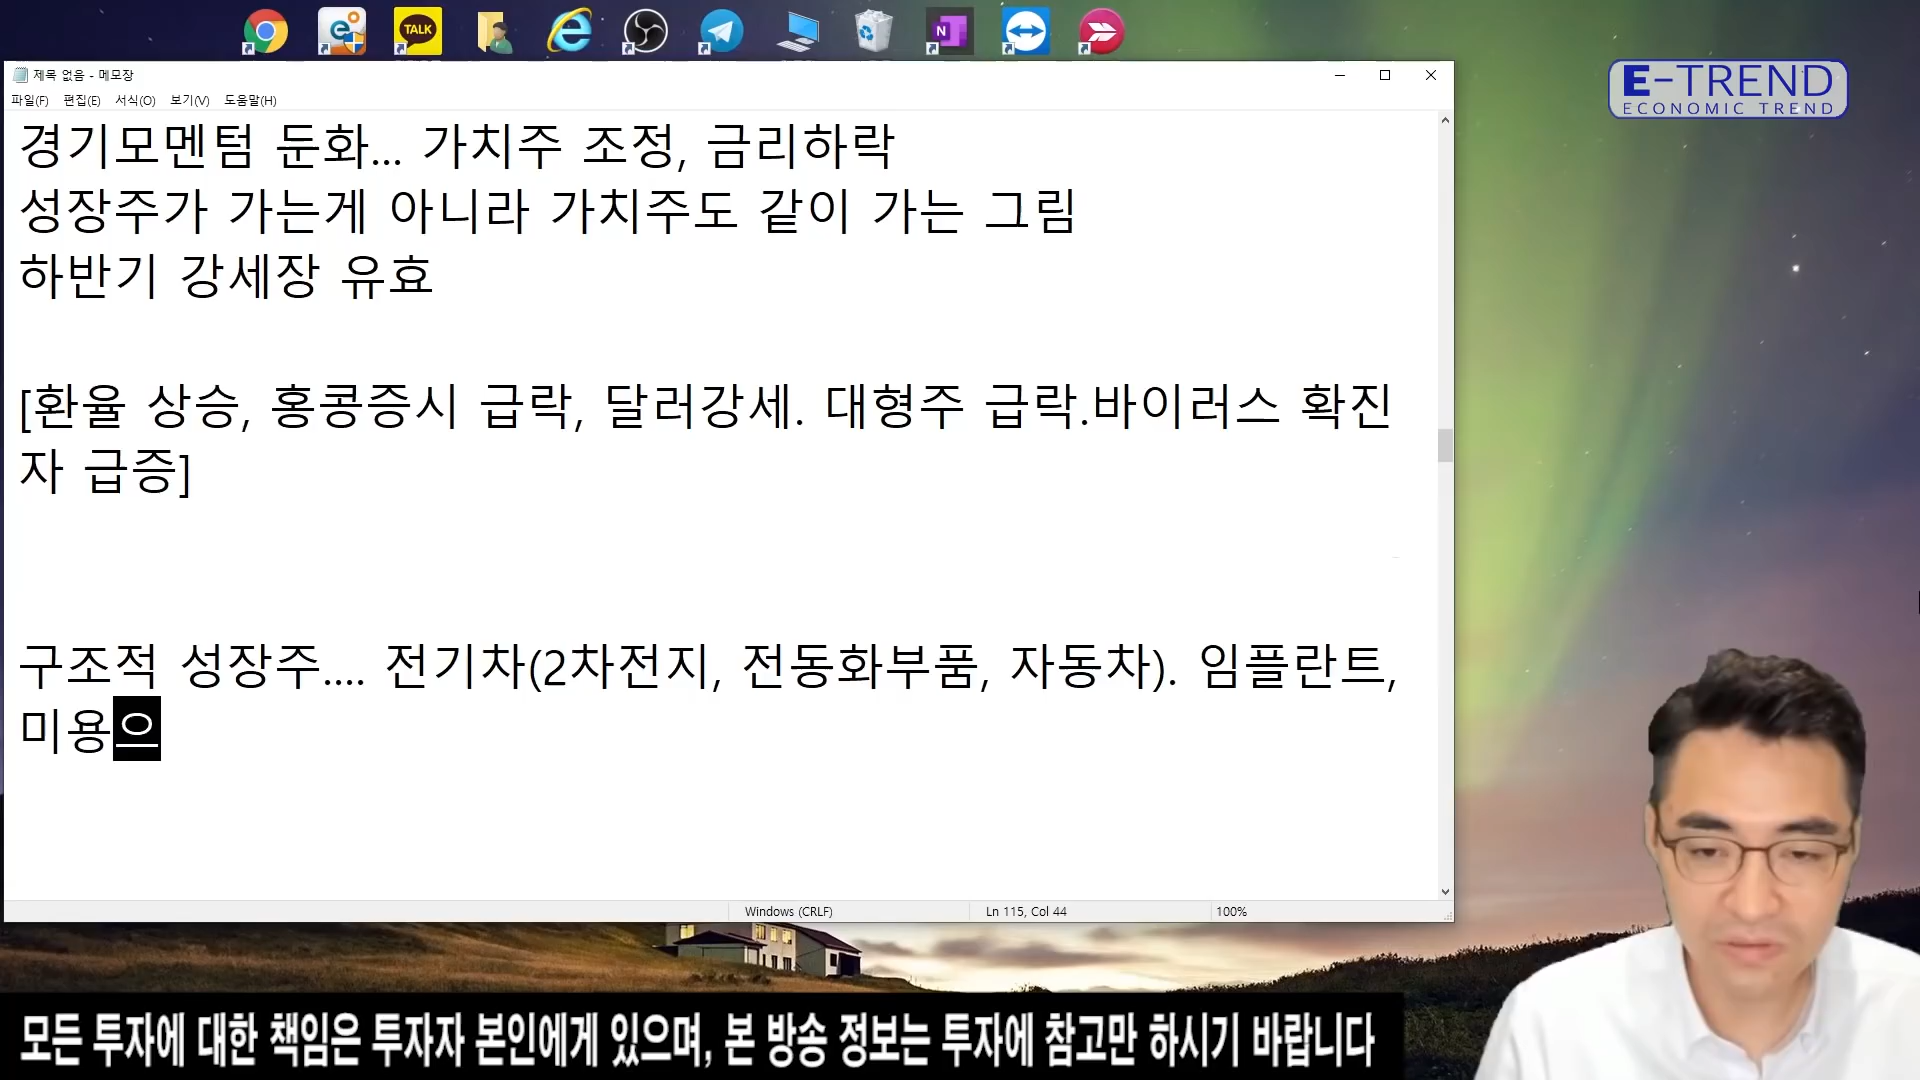 TALK
N
E-TREND
ECONOMIC TREND
제목 없음 - 메모장
파일(F) 편집(E) 서식(O) 보기(V) 도움말(H)
경기모멘텀 둔화... 가치주 조정, 금리하락
성장주가 가는게 아니라 가치주도 같이 가는 그림
하반기 강세장 유효
[환율 상승, 홍콩증시 급락, 달러강세. 대형주 급락.바이러스 확진
자 급증]
구조적 성장주.... 전기차(2차전지, 전동화부품, 자동차). 임플란트,
미용으
Windows (CRLF) Ln 115, Col 44 100%
모든 투자에 대한 책임은 투자자 본인에게 있으며, 본 방송 정보는 투자에 참고만 하시기 바랍니다